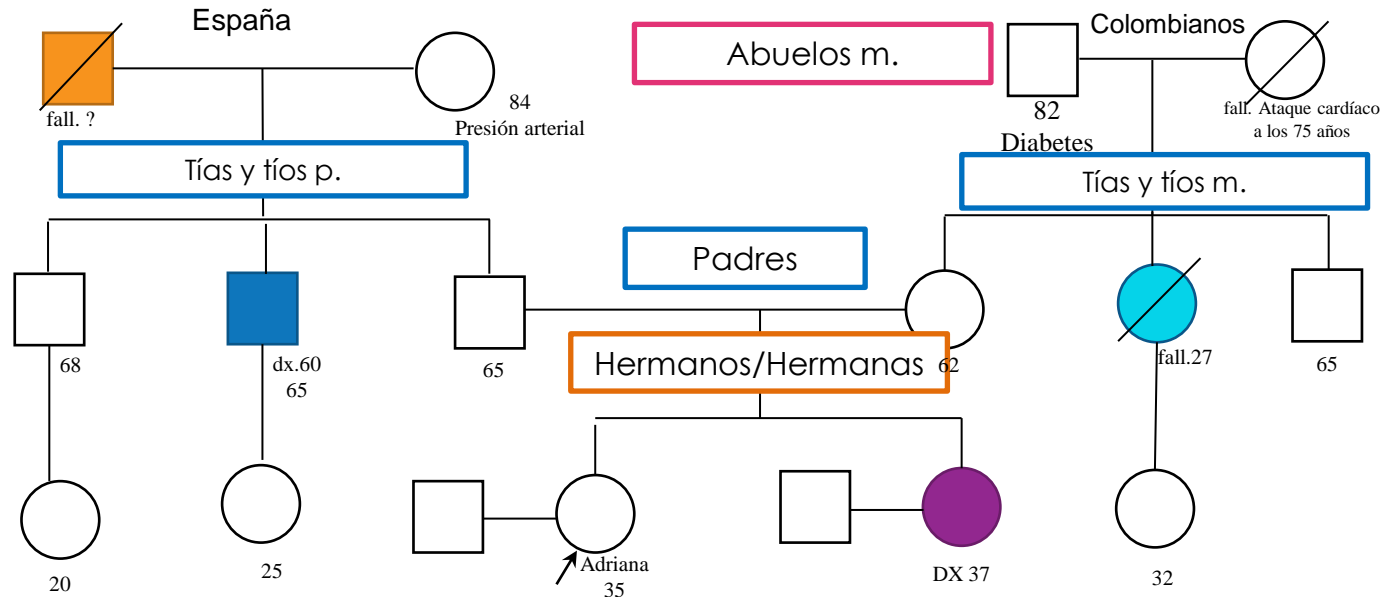 España
Abuelos m.
Colombianos
fall. ?
84
Presión arterial
82
Diabetes
fall. Ataque cardíaco
a los 75 años
Tías y tíos p.
Tías y tíos m.
Padres
68
dx.60
65
65
Hermanos/Hermanas
62
fall.27
65
20
25
Adriana
35
DX 37
32